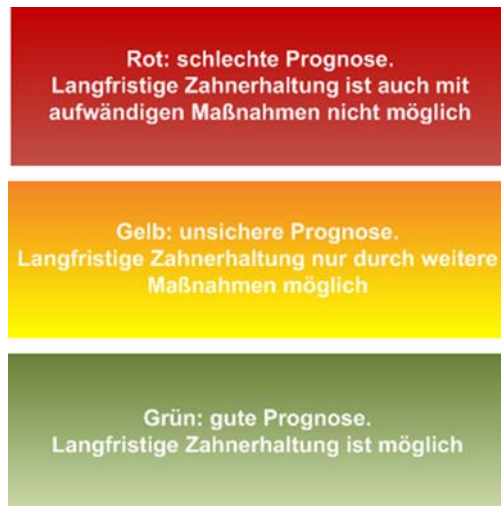 Rot: schlechte Prognose.
Langfristige Zahnerhaltung ist auch mit
aufwändigen Maßnahmen nicht möglich
Gelb: unsichere Prognose.
Langfristige Zahnerhaltung nur durch weitere
Maßnahmen möglich
Grün: gute Prognose.
Langfristige Zahnerhaltung ist möglich